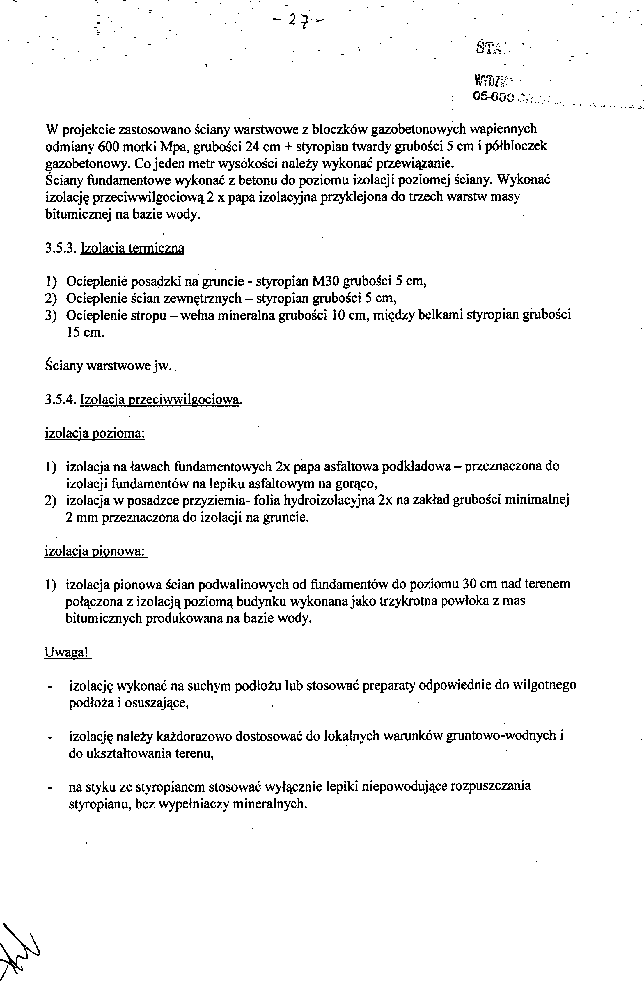 - 27 -
WYDZIAŁ
05-600
W projekcie zastosowano ściany warstwowe z bloczków gazobetonowych wapiennych
odmiany 600 morki Mpa, grubości 24 cm + styropian twardy grubości 5 cm i półbloczek
gazobetonowy. Co jeden metr wysokości należy wykonać przewiązanie.
Ściany fundamentowe wykonać z betonu do poziomu izolacji poziomej ściany. Wykonać
izolację przeciwwilgociową 2 x papa izolacyjna przyklejona do trzech warstw masy
bitumicznej na bazie wody.
3.5.3. Izolacja termiczna
1) Ocieplenie posadzki na gruncie - styropian M30 grubości 5 cm,
2) Ocieplenie ścian zewnętrznych – styropian grubości 5 cm,
3) Ocieplenie stropu – wełna mineralna grubości 10 cm, między belkami styropian grubości
15 cm.
Ściany warstwowe jw.
3.5.4. Izolacja przeciwwilgociowa.
izolacja pozioma:
1) izolacja na ławach fundamentowych 2x papa asfaltowa podkładowa – przeznaczona do
izolacji fundamentów na lepiku asfaltowym na gorąco,
2) izolacja w posadzce przyziemia- folia hydroizolacyjna 2x na zakład grubości minimalnej
2 mm przeznaczona do izolacji na gruncie.
izolacja pionowa:
1) izolacja pionowa ścian podwalinowych od fundamentów do poziomu 30 cm nad terenem
połączona z izolacją poziomą budynku wykonana jako trzykrotna powłoka z mas
bitumicznych produkowana na bazie wody.
Uwaga!
- izolację wykonać na suchym podłożu lub stosować preparaty odpowiednie do wilgotnego
podłoża i osuszające,
- izolację należy każdorazowo dostosować do lokalnych warunków gruntowo-wodnych i
do ukształtowania terenu,
- na styku ze styropianem stosować wyłącznie lepiki niepowodujące rozpuszczania
styropianu, bez wypełniaczy mineralnych.